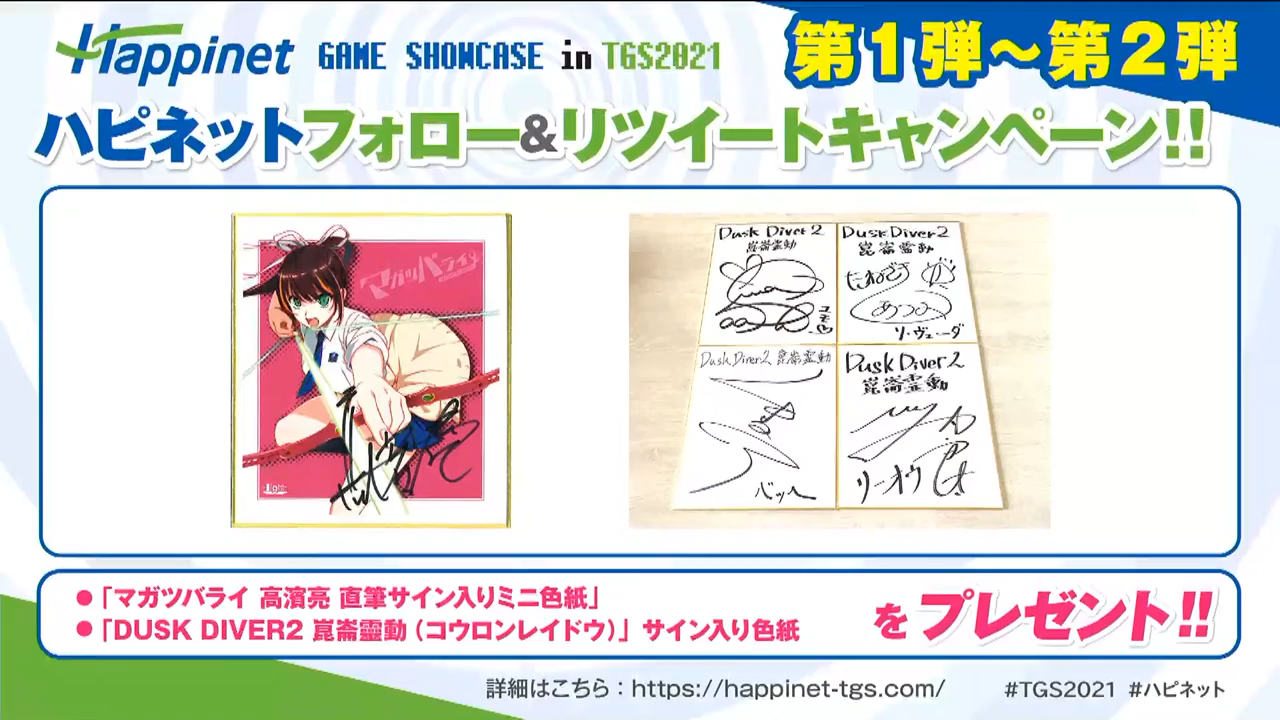 Happinet GAME SHOWCASE in TGS2021
第1弾～第2弾
ハピネットフォロー&リツイートキャンペーン!!
マガツバライ
Light
Dusk Diver 2
崑崙靈動
ユモ
Dusk Diver 2
崑崙靈動
リ・ヴェーダ
Dusk Diver 2 崑崙靈動
バッハ
Dusk Diver 2
崑崙靈動
リーオウ
●「マガツバライ 高濱亮 直筆サイン入りミニ色紙」
●「DUSK DIVER2 崑崙靈動（コウロンレイドウ）」サイン入り色紙
をプレゼント!!
詳細はこちら：https://happinet-tgs.com/
#TGS2021 #ハピネット